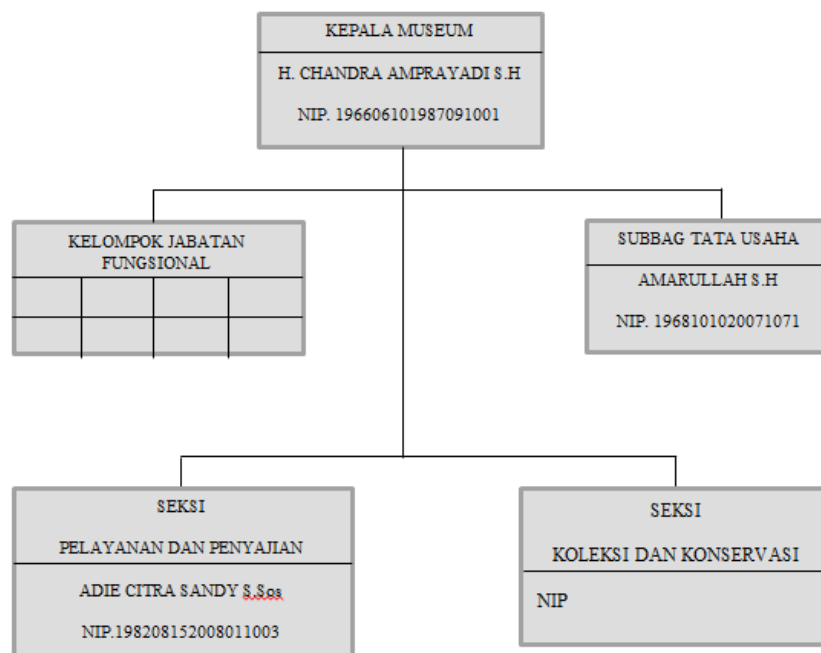 KEPALA MUSEUM
H. CHANDRA AMPRAYADI S.H
NIP. 196606101987091001
KELOMPOK JABATAN
FUNGSIONAL
SUBBAG TATA USAHA
AMARULLAH S.H
NIP. 1968101020071071
SEKSI
PELAYANAN DAN PENYAJIAN
ADIE CITRA SANDY S.Sos
NIP.198208152008011003
SEKSI
KOLEKSI DAN KONSERVASI
NIP